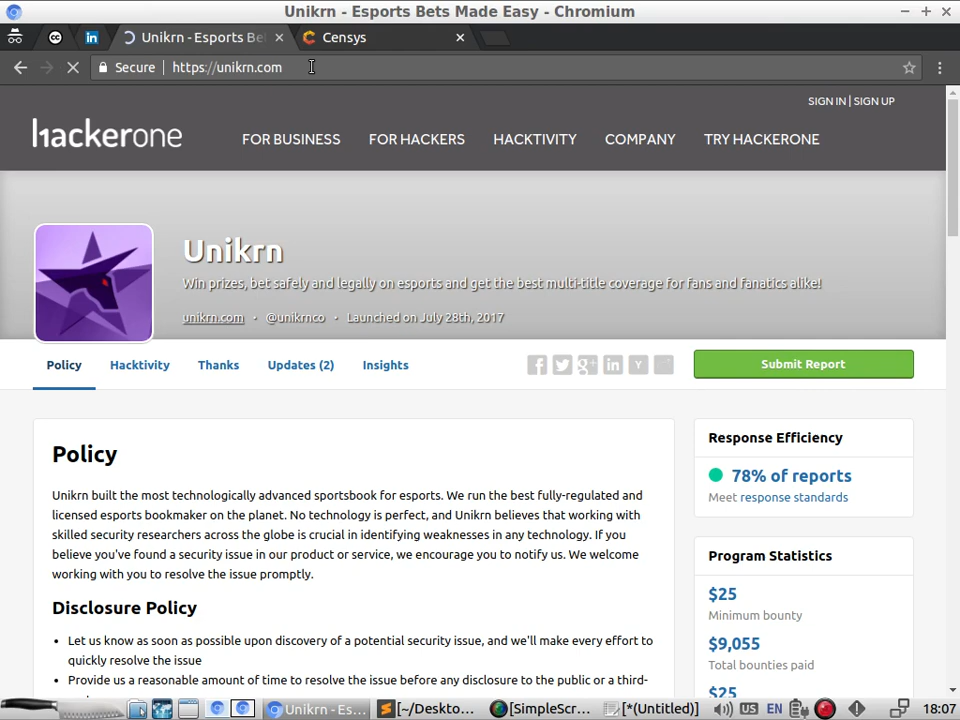 Unikrn - Esports Bets Made Easy - Chromium
Unikrn - Esports Be
Censys
Secure
https://unikrn.com
SIGN IN | SIGN UP
hackerone
FOR BUSINESS
FOR HACKERS
HACKTIVITY
COMPANY
TRY HACKERONE
Unikrn
Win prizes, bet safely and legally on esports and get the best multi-title coverage for fans and fanatics alike!
unikrn.com · @unikrnco · Launched on July 28th, 2017
Policy
Hacktivity
Thanks
Updates (2)
Insights
Submit Report
Policy
Unikrn built the most technologically advanced sportsbook for esports. We run the best fully-regulated and
licensed esports bookmaker on the planet. No technology is perfect, and Unikrn believes that working with
skilled security researchers across the globe is crucial in identifying weaknesses in any technology. If you
believe you've found a security issue in our product or service, we encourage you to notify us. We welcome
working with you to resolve the issue promptly.
Disclosure Policy
• Let us know as soon as possible upon discovery of a potential security issue, and we'll make every effort to
quickly resolve the issue
• Provide us a reasonable amount of time to resolve the issue before any disclosure to the public or a third-
Response Efficiency
78% of reports
Meet response standards
Program Statistics
$25
Minimum bounty
$9,055
Total bounties paid
$25
Unikrn - Es...
[~/Deskto...
[SimpleScr...
[*(Untitled)]
US
EN
18:07